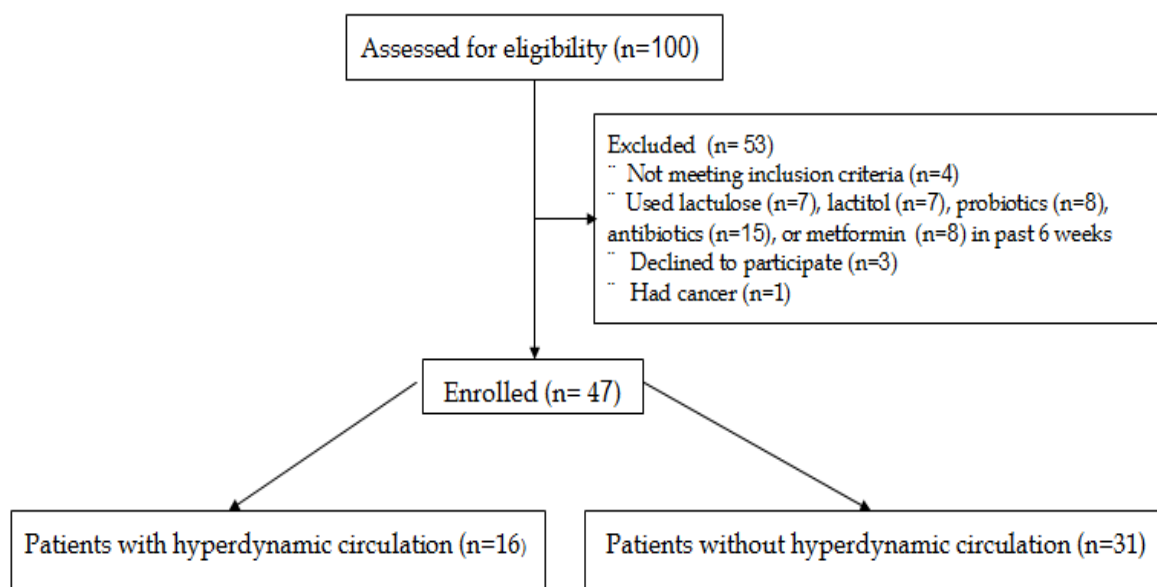 Assessed for eligibility (n=100)
Excluded (n= 53)
¨ Not meeting inclusion criteria (n=4)
¨ Used lactulose (n=7), lactitol (n=7), probiotics (n=8),
antibiotics (n=15), or metformin (n=8) in past 6 weeks
¨ Declined to participate (n=3)
¨ Had cancer (n=1)
Enrolled (n= 47)
Patients with hyperdynamic circulation (n=16)
Patients without hyperdynamic circulation (n=31)